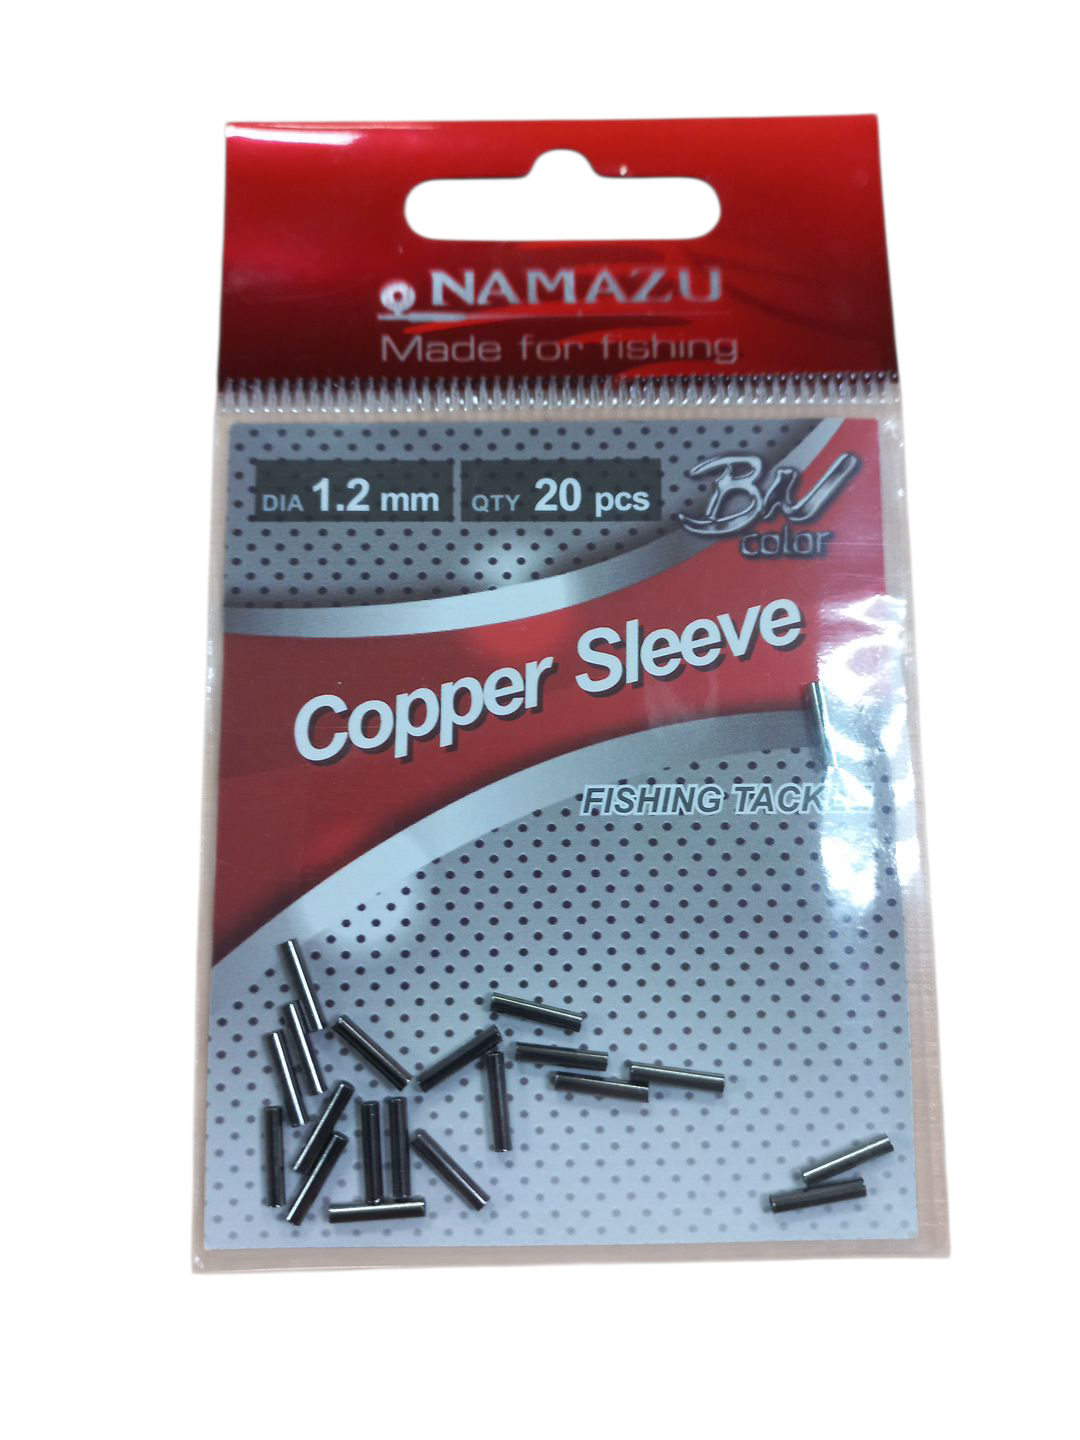 NAMAZU
Made for fishing
DIA 1.2 mm QTY 20 pcs
BN
color
Copper Sleeve
FISHING TACKLE